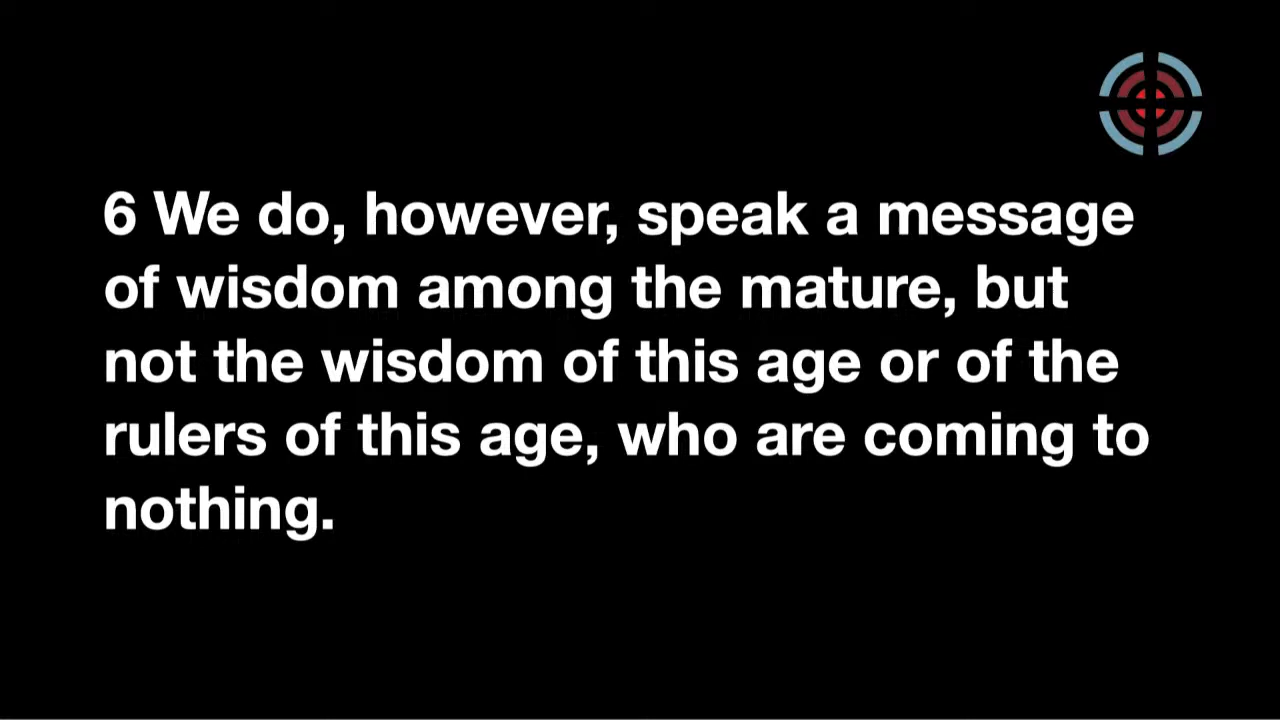 6 We do, however, speak a message
of wisdom among the mature, but
not the wisdom of this age or of the
rulers of this age, who are coming to
nothing.